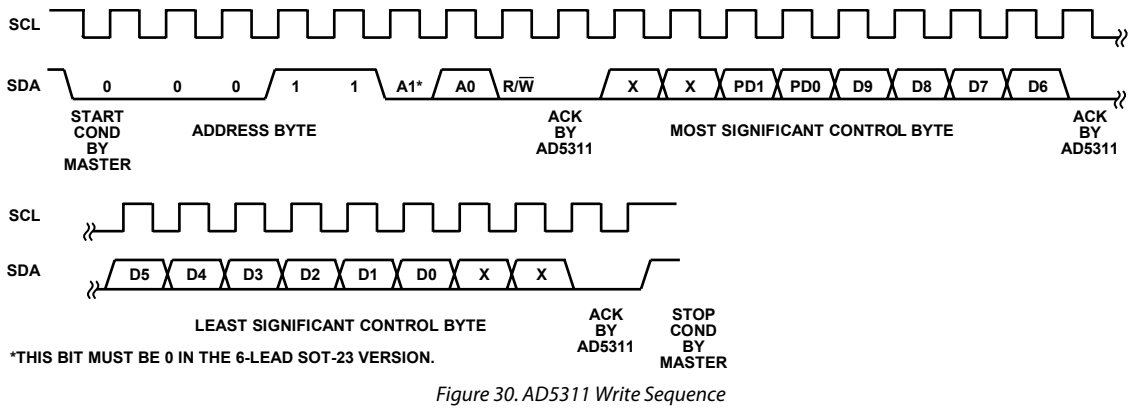 SCL
SDA 0 0 0 1 1 A1* A0 R/W̅ X X PD1 PD0 D9 D8 D7 D6
START COND BY MASTER
ADDRESS BYTE
ACK BY AD5311
MOST SIGNIFICANT CONTROL BYTE
ACK BY AD5311
SCL
SDA D5 D4 D3 D2 D1 D0 X X
LEAST SIGNIFICANT CONTROL BYTE
ACK BY AD5311
STOP COND BY MASTER
*THIS BIT MUST BE 0 IN THE 6-LEAD SOT-23 VERSION.
Figure 30. AD5311 Write Sequence